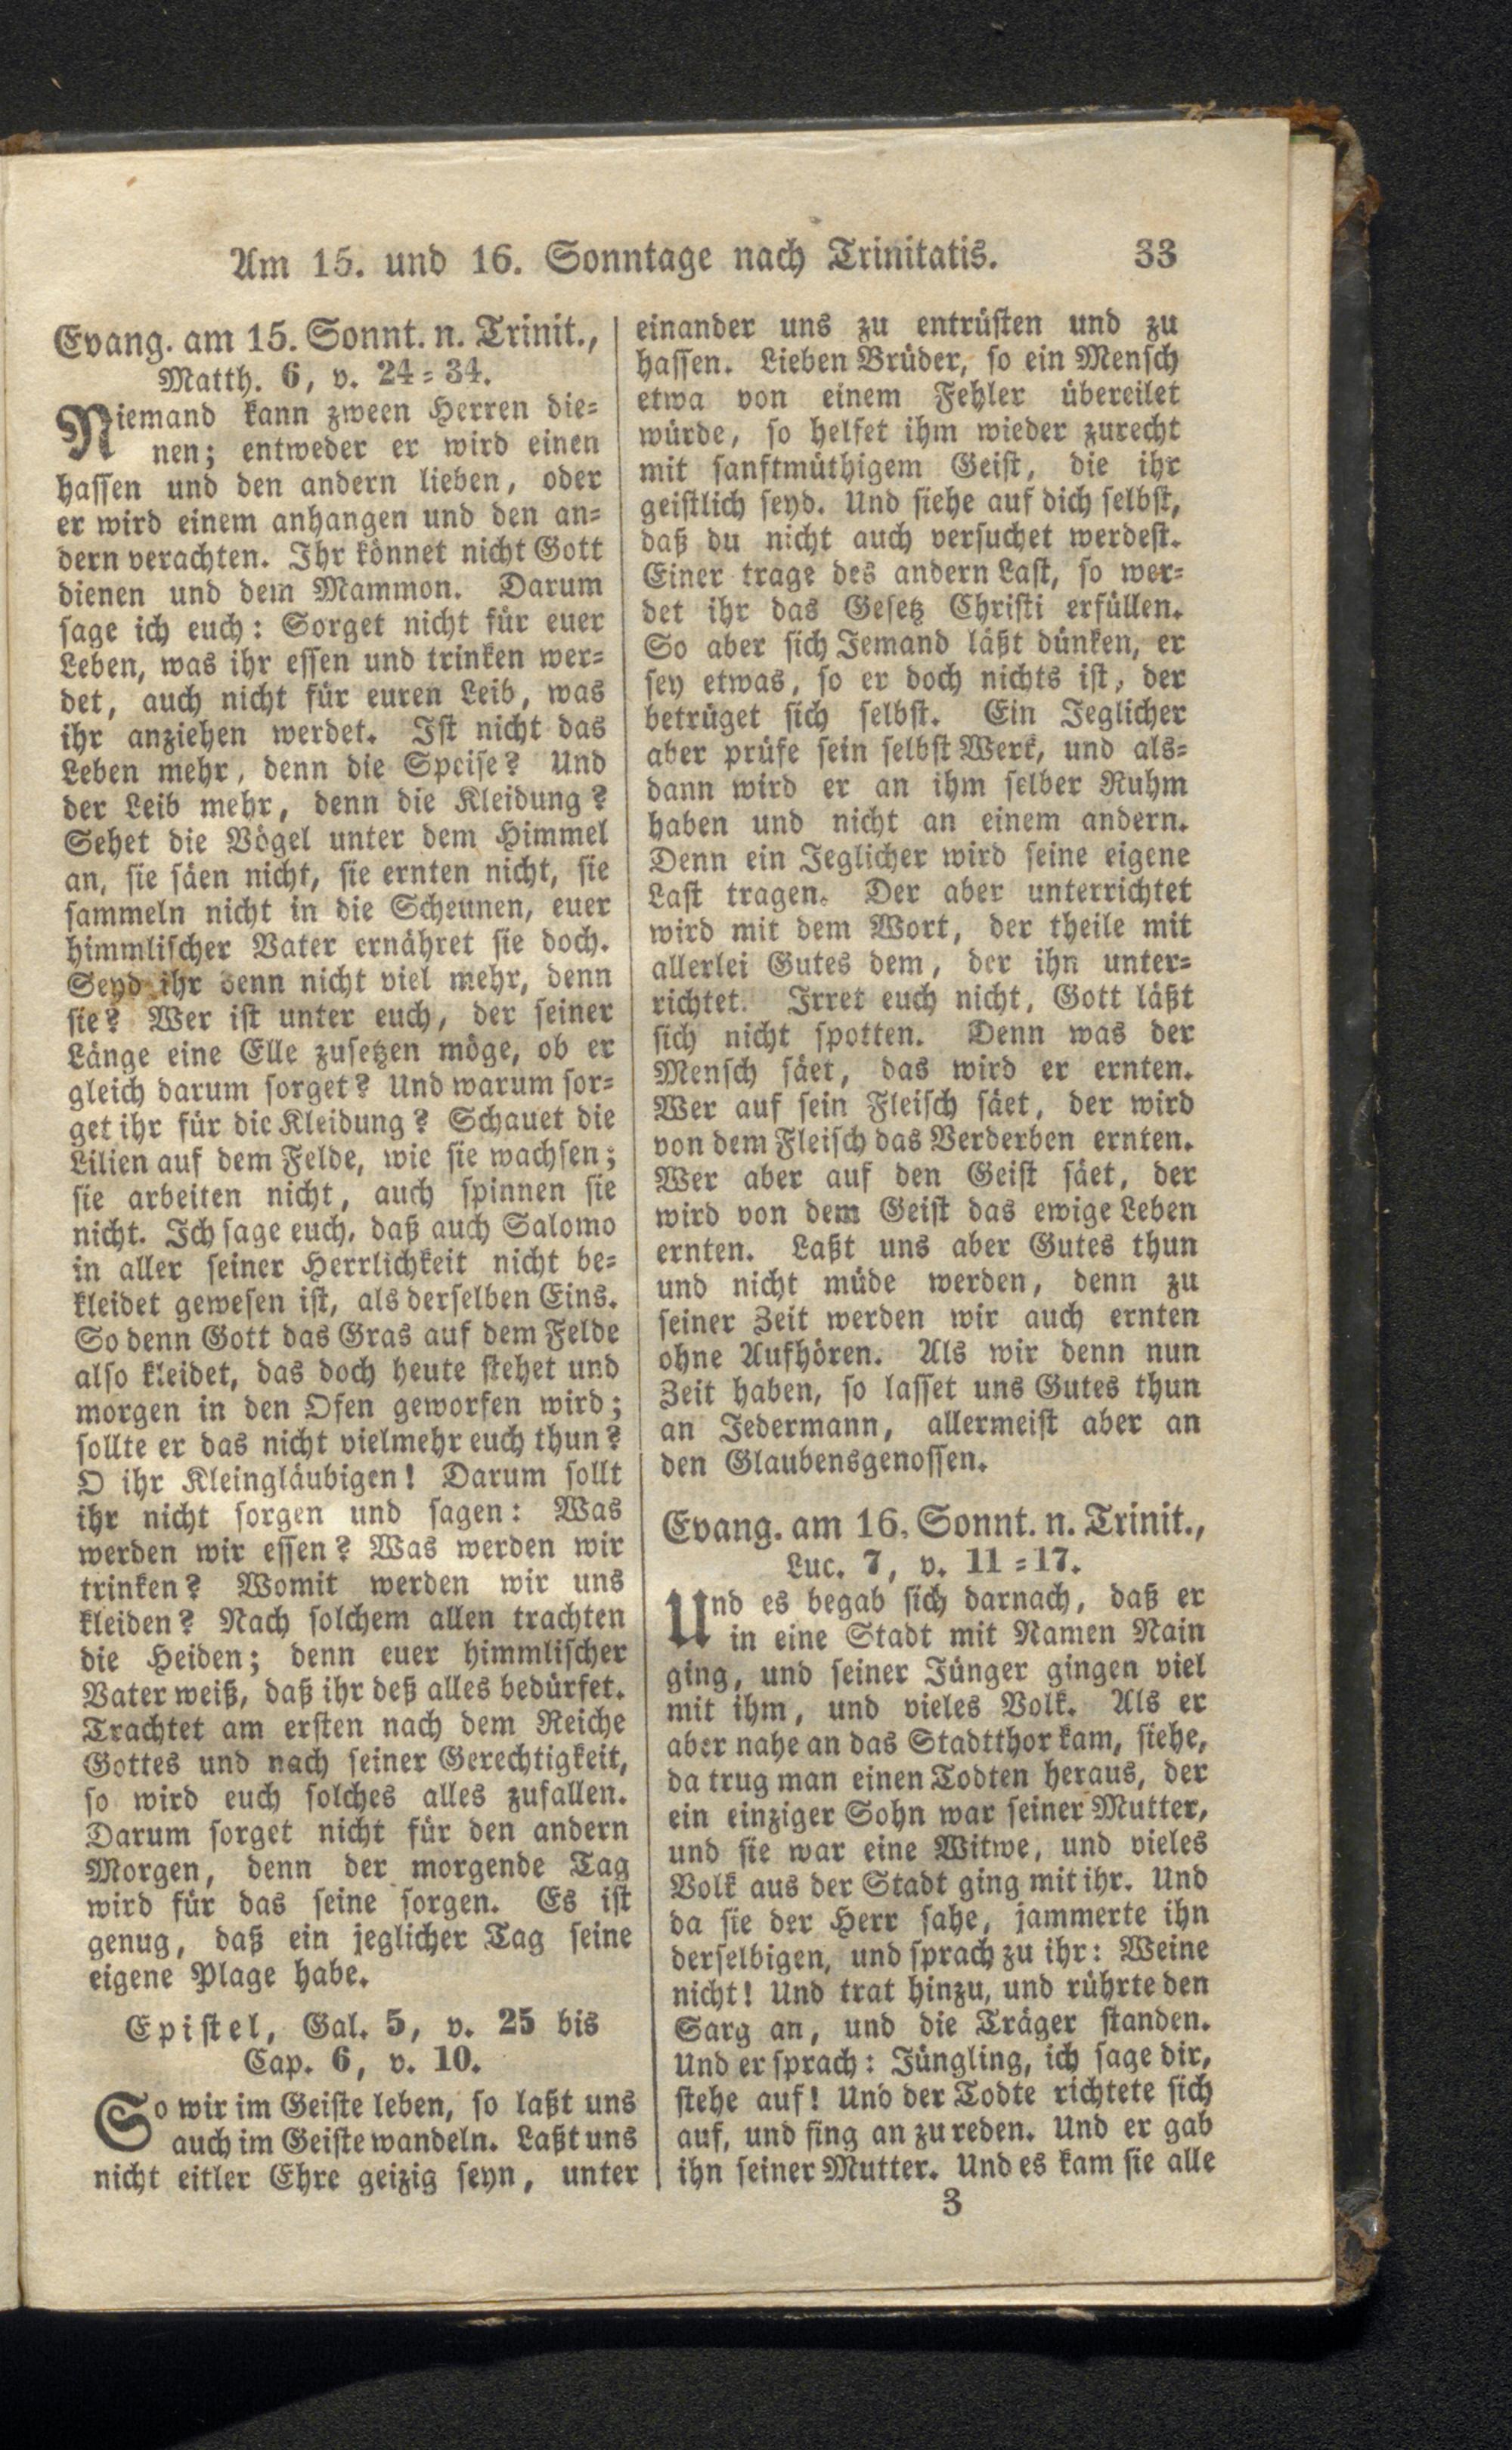 Am 15. und 16. Sonntage nach Trinitatis. 33
Evang. am 15. Sonnt. n. Trinit.,
Matth. 6, v. 24=34.
Niemand kann zween Herren die=
nen; entweder er wird einen
hassen und den andern lieben, oder
er wird einem anhangen und den an=
dern verachten. Ihr könnet nicht Gott
dienen und dem Mammon. Darum
sage ich euch: Sorget nicht für euer
Leben, was ihr essen und trinken wer=
det, auch nicht für euren Leib, was
ihr anziehen werdet. Ist nicht das
Leben mehr, denn die Speise? Und
der Leib mehr, denn die Kleidung?
Sehet die Vögel unter dem Himmel
an, sie säen nicht, sie ernten nicht, sie
sammeln nicht in die Scheunen, euer
himmlischer Vater ernähret sie doch.
Seyd ihr denn nicht viel mehr, denn
sie? Wer ist unter euch, der seiner
Länge eine Elle zusetzen möge, ob er
gleich darum sorget? Und warum sor=
get ihr für die Kleidung? Schauet die
Lilien auf dem Felde, wie sie wachsen;
sie arbeiten nicht, auch spinnen sie
nicht. Ich sage euch, daß auch Salomo
in aller seiner Herrlichkeit nicht be=
kleidet gewesen ist, als derselben Eins.
So denn Gott das Gras auf dem Felde
also kleidet, das doch heute stehet und
morgen in den Ofen geworfen wird;
sollte er das nicht vielmehr euch thun?
O ihr Kleingläubigen! Darum sollt
ihr nicht sorgen und sagen: Was
werden wir essen? Was werden wir
trinken? Womit werden wir uns
kleiden? Nach solchem allen trachten
die Heiden; denn euer himmlischer
Vater weiß, daß ihr deß alles bedürfet.
Trachtet am ersten nach dem Reiche
Gottes und nach seiner Gerechtigkeit,
so wird euch solches alles zufallen.
Darum sorget nicht für den andern
Morgen, denn der morgende Tag
wird für das seine sorgen. Es ist
genug, daß ein jeglicher Tag seine
eigene Plage habe.
Epistel, Gal. 5, v. 25 bis
Cap. 6, v. 10.
So wir im Geiste leben, so laßt uns
auch im Geiste wandeln. Laßt uns
nicht eitler Ehre geizig seyn, unter
einander uns zu entrüsten und zu
hassen. Lieben Brüder, so ein Mensch
etwa von einem Fehler übereilet
würde, so helfet ihm wieder zurecht
mit sanftmüthigem Geist, die ihr
geistlich seyd. Und siehe auf dich selbst,
daß du nicht auch versuchet werdest.
Einer trage des andern Last, so wer=
det ihr das Gesetz Christi erfüllen.
So aber sich Jemand läßt dünken, er
sey etwas, so er doch nichts ist, der
betrüget sich selbst. Ein Jeglicher
aber prüfe sein selbst Werk, und als=
dann wird er an ihm selber Ruhm
haben und nicht an einem andern.
Denn ein Jeglicher wird seine eigene
Last tragen. Der aber unterrichtet
wird mit dem Wort, der theile mit
allerlei Gutes dem, der ihn unter=
richtet. Irret euch nicht, Gott läßt
sich nicht spotten. Denn was der
Mensch säet, das wird er ernten.
Wer auf sein Fleisch säet, der wird
von dem Fleisch das Verderben ernten.
Wer aber auf den Geist säet, der
wird von dem Geist das ewige Leben
ernten. Laßt uns aber Gutes thun
und nicht müde werden, denn zu
seiner Zeit werden wir auch ernten
ohne Aufhören. Als wir denn nun
Zeit haben, so lasset uns Gutes thun
an Jedermann, allermeist aber an
den Glaubensgenossen.
Evang. am 16. Sonnt. n. Trinit.,
Luc. 7, v. 11=17.
Und es begab sich darnach, daß er
in eine Stadt mit Namen Nain
ging, und seiner Jünger gingen viel
mit ihm, und vieles Volk. Als er
aber nahe an das Stadtthor kam, siehe,
da trug man einen Todten heraus, der
ein einziger Sohn war seiner Mutter,
und sie war eine Witwe, und vieles
Volk aus der Stadt ging mit ihr. Und
da sie der Herr sahe, jammerte ihn
derselbigen, und sprach zu ihr: Weine
nicht! Und trat hinzu, und rührte den
Sarg an, und die Träger standen.
Und er sprach: Jüngling, ich sage dir,
stehe auf! Und der Todte richtete sich
auf, und fing an zu reden. Und er gab
ihn seiner Mutter. Und es kam sie alle
3